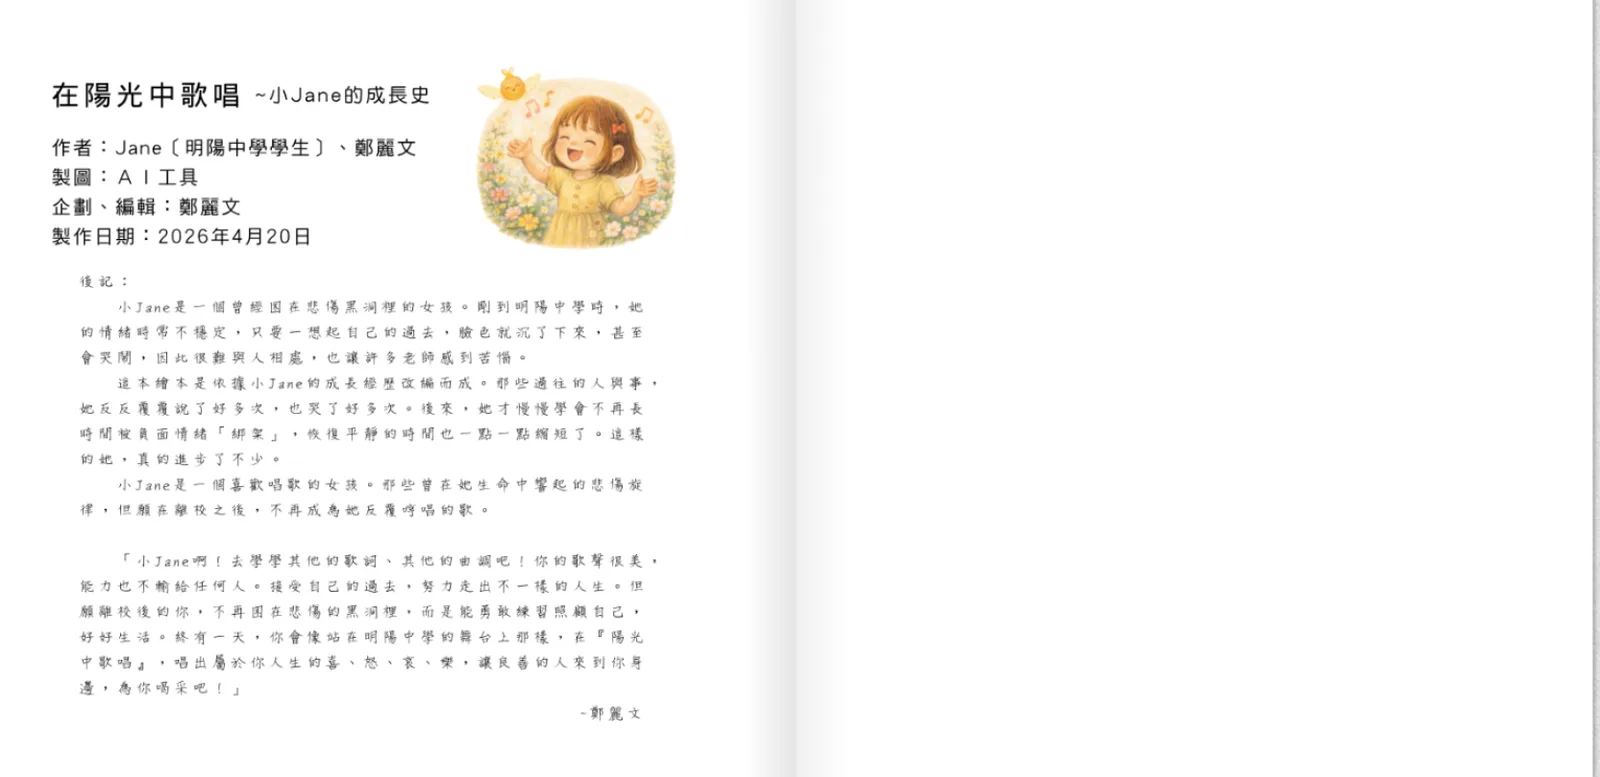 在陽光中歌唱 ~小Jane的成長史
作者：Jane〔明陽中學學生〕、鄭麗文
製圖：ＡＩ工具
企劃、編輯：鄭麗文
製作日期：2026年4月20日
後記：
小Jane是一個曾經困在悲傷黑洞裡的女孩。剛到明陽中學時，她
的情緒時常不穩定，只要一想起自己的過去，臉色就沉了下來，甚至
會哭鬧，因此很難與人相處，也讓許多老師感到苦惱。
這本繪本是依據小Jane的成長經歷改編而成。那些過往的人與事，
她反反覆覆說了好多次，也哭了好多次。後來，她才慢慢學會不再長
時間被負面情緒「綁架」，恢復平靜的時間也一點一點縮短了。這樣
的她，真的進步了不少。
小Jane是一個喜歡唱歌的女孩。那些曾在她生命中響起的悲傷旋
律，但願在離校之後，不再成為她反覆哼唱的歌。
「小Jane啊！去學學其他的歌詞、其他的曲調吧！你的歌聲很美，
能力也不輸給任何人。接受自己的過去，努力走出不一樣的人生。但
願離校後的你，不再困在悲傷的黑洞裡，而是能勇敢練習照顧自己，
好好生活。終有一天，你會像站在明陽中學的舞台上那樣，在『陽光
中歌唱』，唱出屬於你人生的喜、怒、哀、樂，讓良善的人來到你身
邊，為你喝采吧！」
~鄭麗文